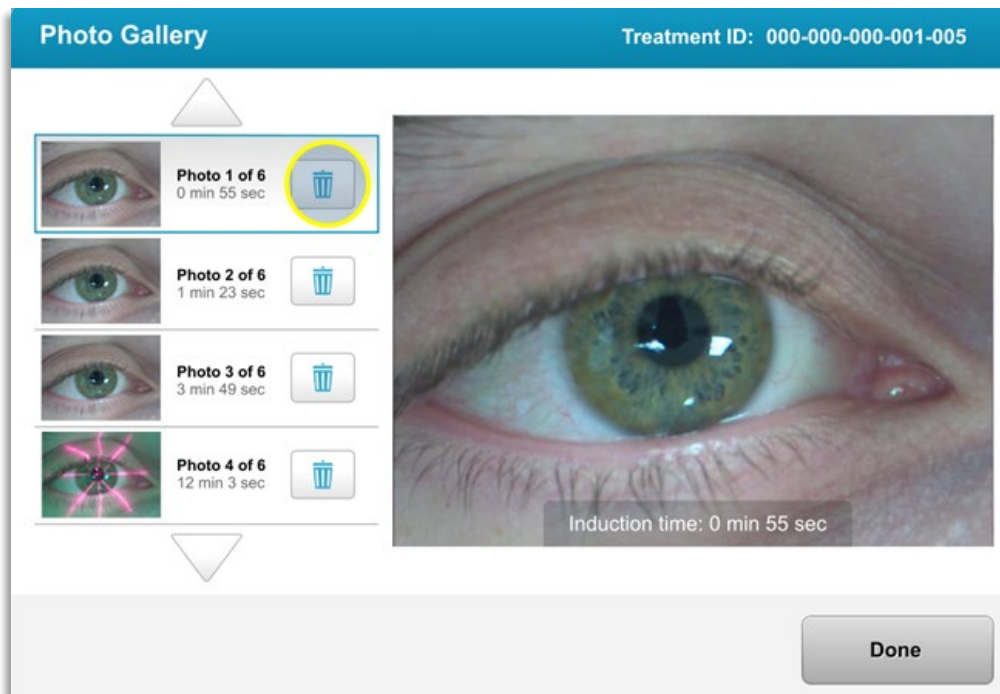 Photo Gallery
Treatment ID: 000-000-000-001-005
Photo 1 of 6
0 min 55 sec
Photo 2 of 6
1 min 23 sec
Photo 3 of 6
3 min 49 sec
Photo 4 of 6
12 min 3 sec
Induction time: 0 min 55 sec
Done